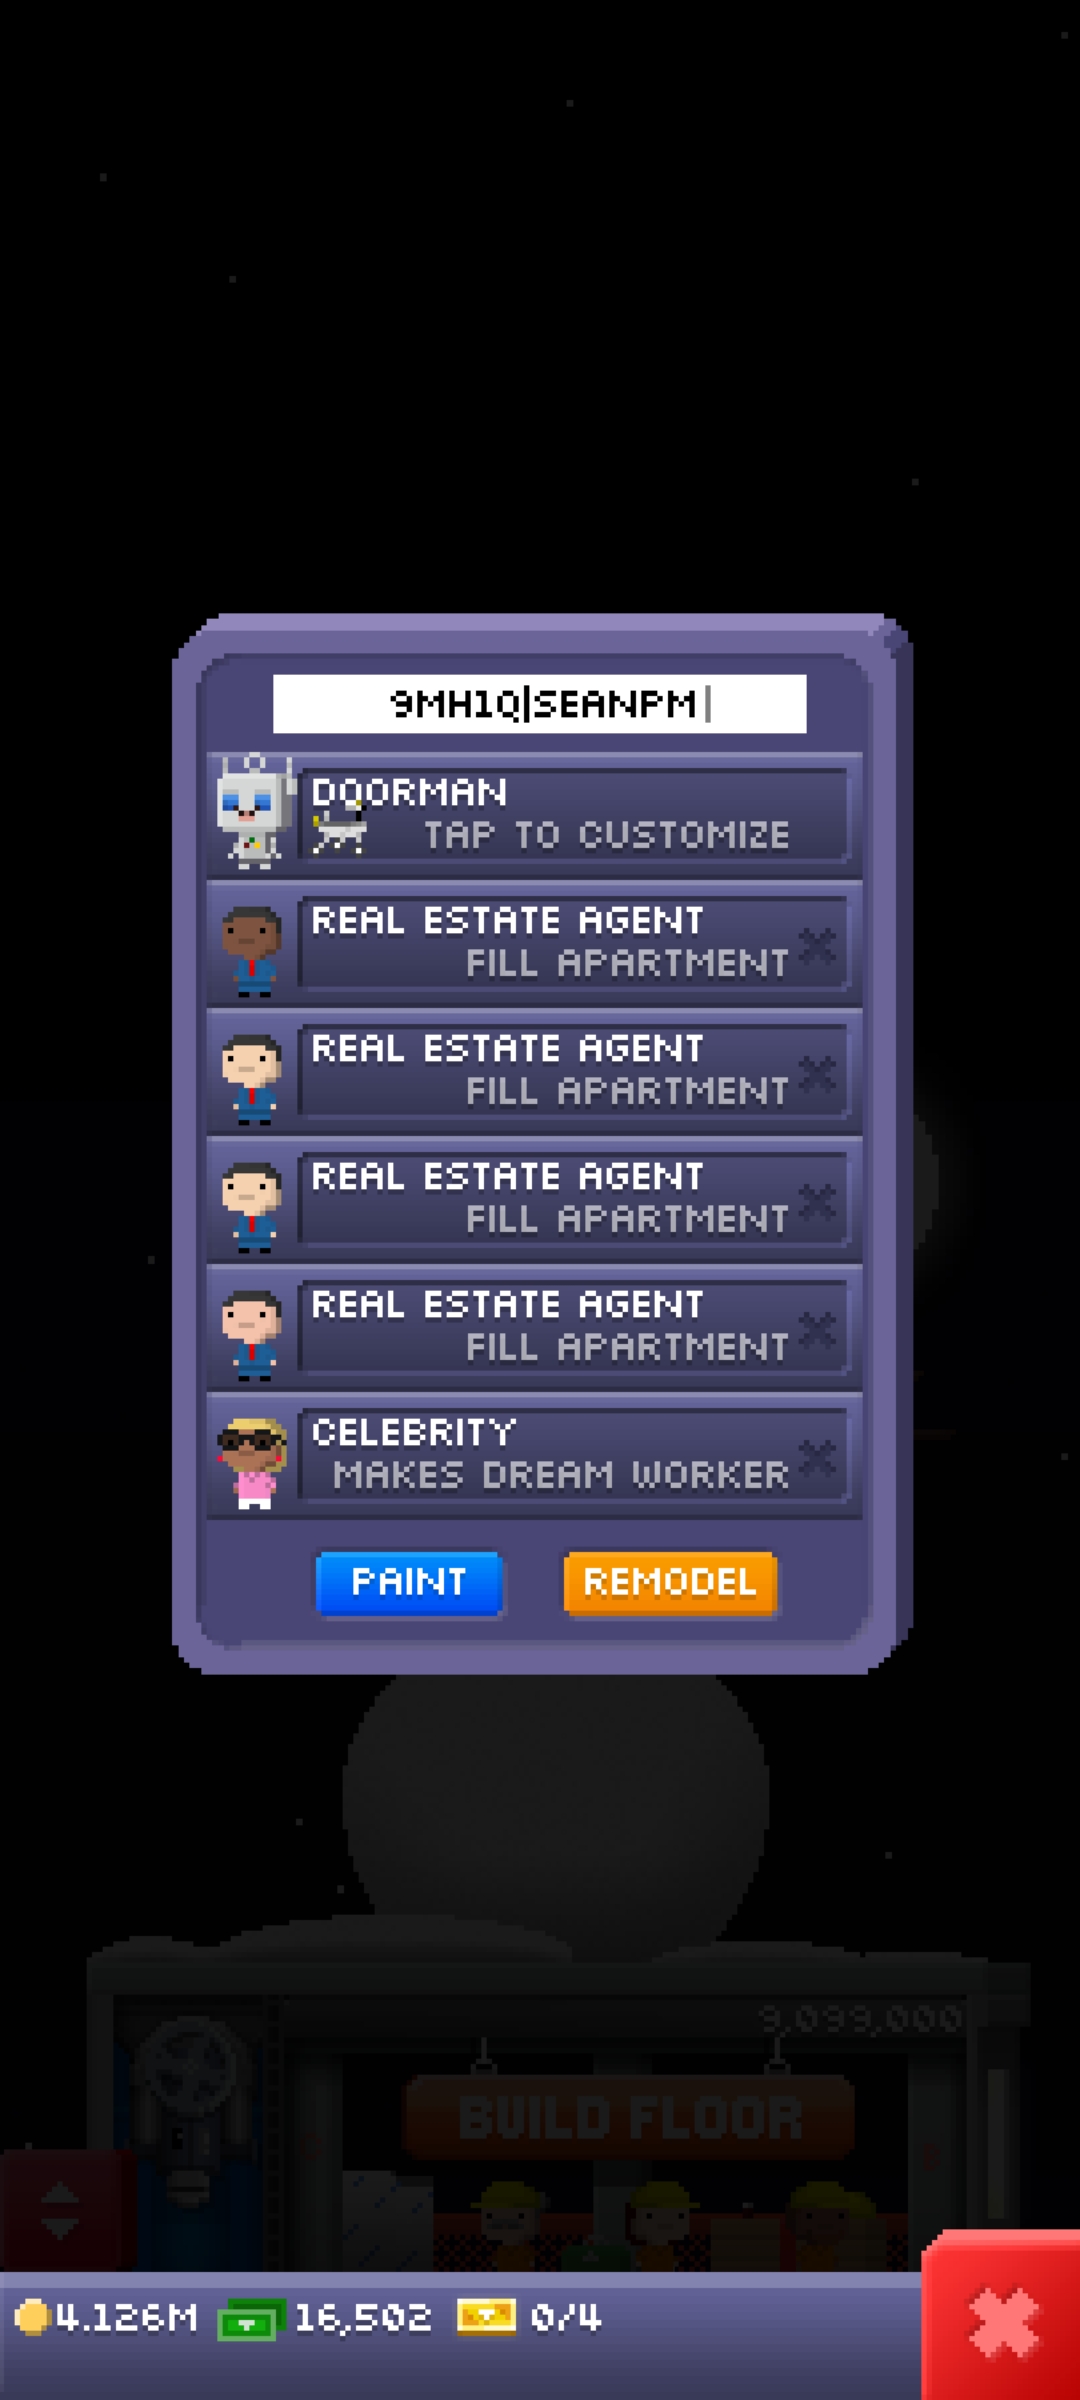 9MH1Q|SEANPM|
DOORMAN
TAP TO CUSTOMIZE
REAL ESTATE AGENT
FILL APARTMENT
REAL ESTATE AGENT
FILL APARTMENT
REAL ESTATE AGENT
FILL APARTMENT
REAL ESTATE AGENT
FILL APARTMENT
CELEBRITY
MAKES DREAM WORKER
PAINT REMODEL
9,099,000
BUILD FLOOR
4.126M 16,502 0/4